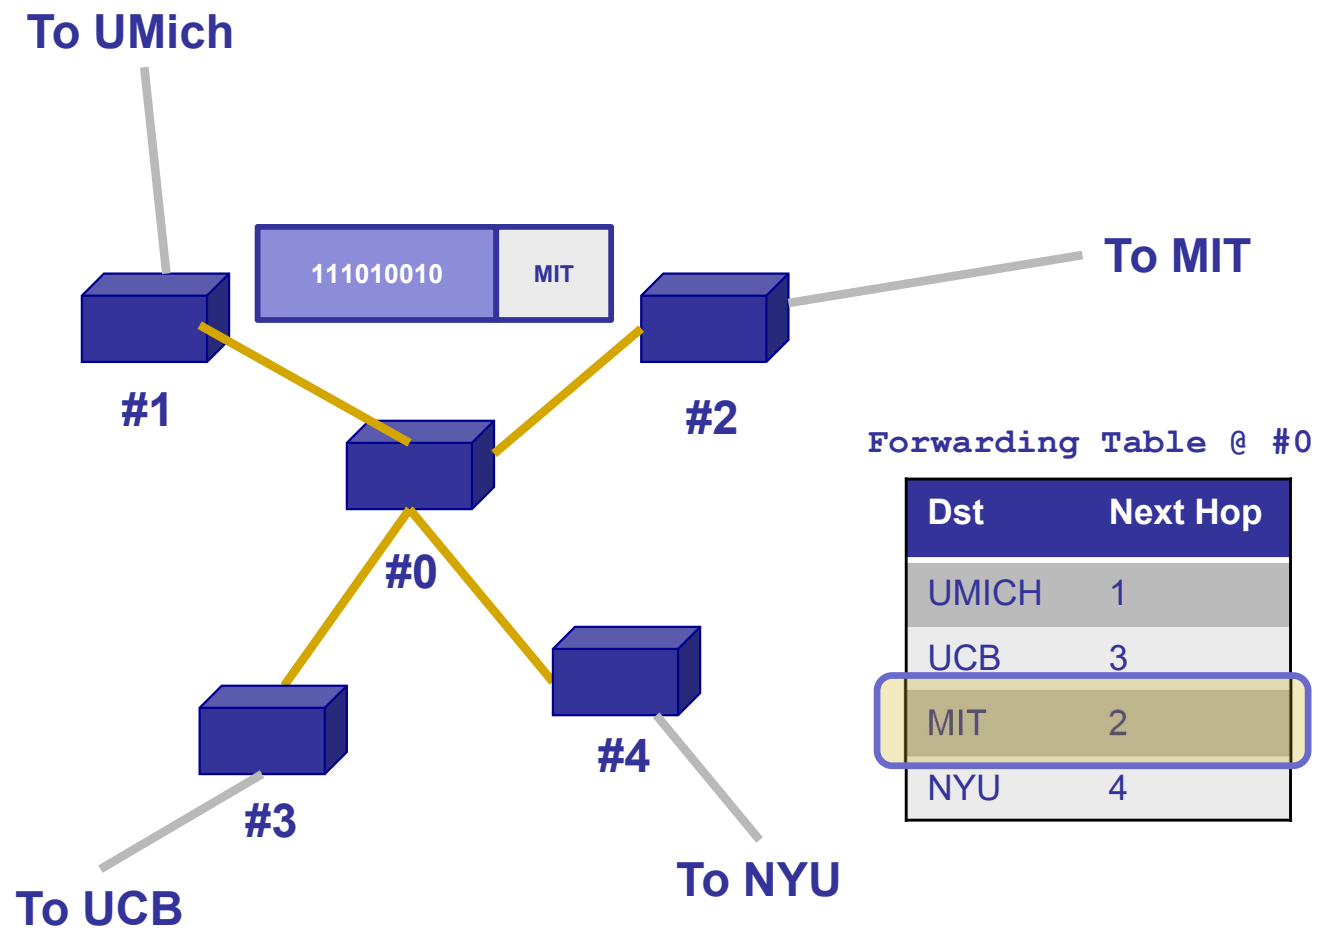 To UMich
111010010 MIT
To MIT
#1
#2
#0
Forwarding Table @ #0
Dst Next Hop
UMICH 1
UCB 3
MIT 2
NYU 4
#4
#3
To NYU
To UCB